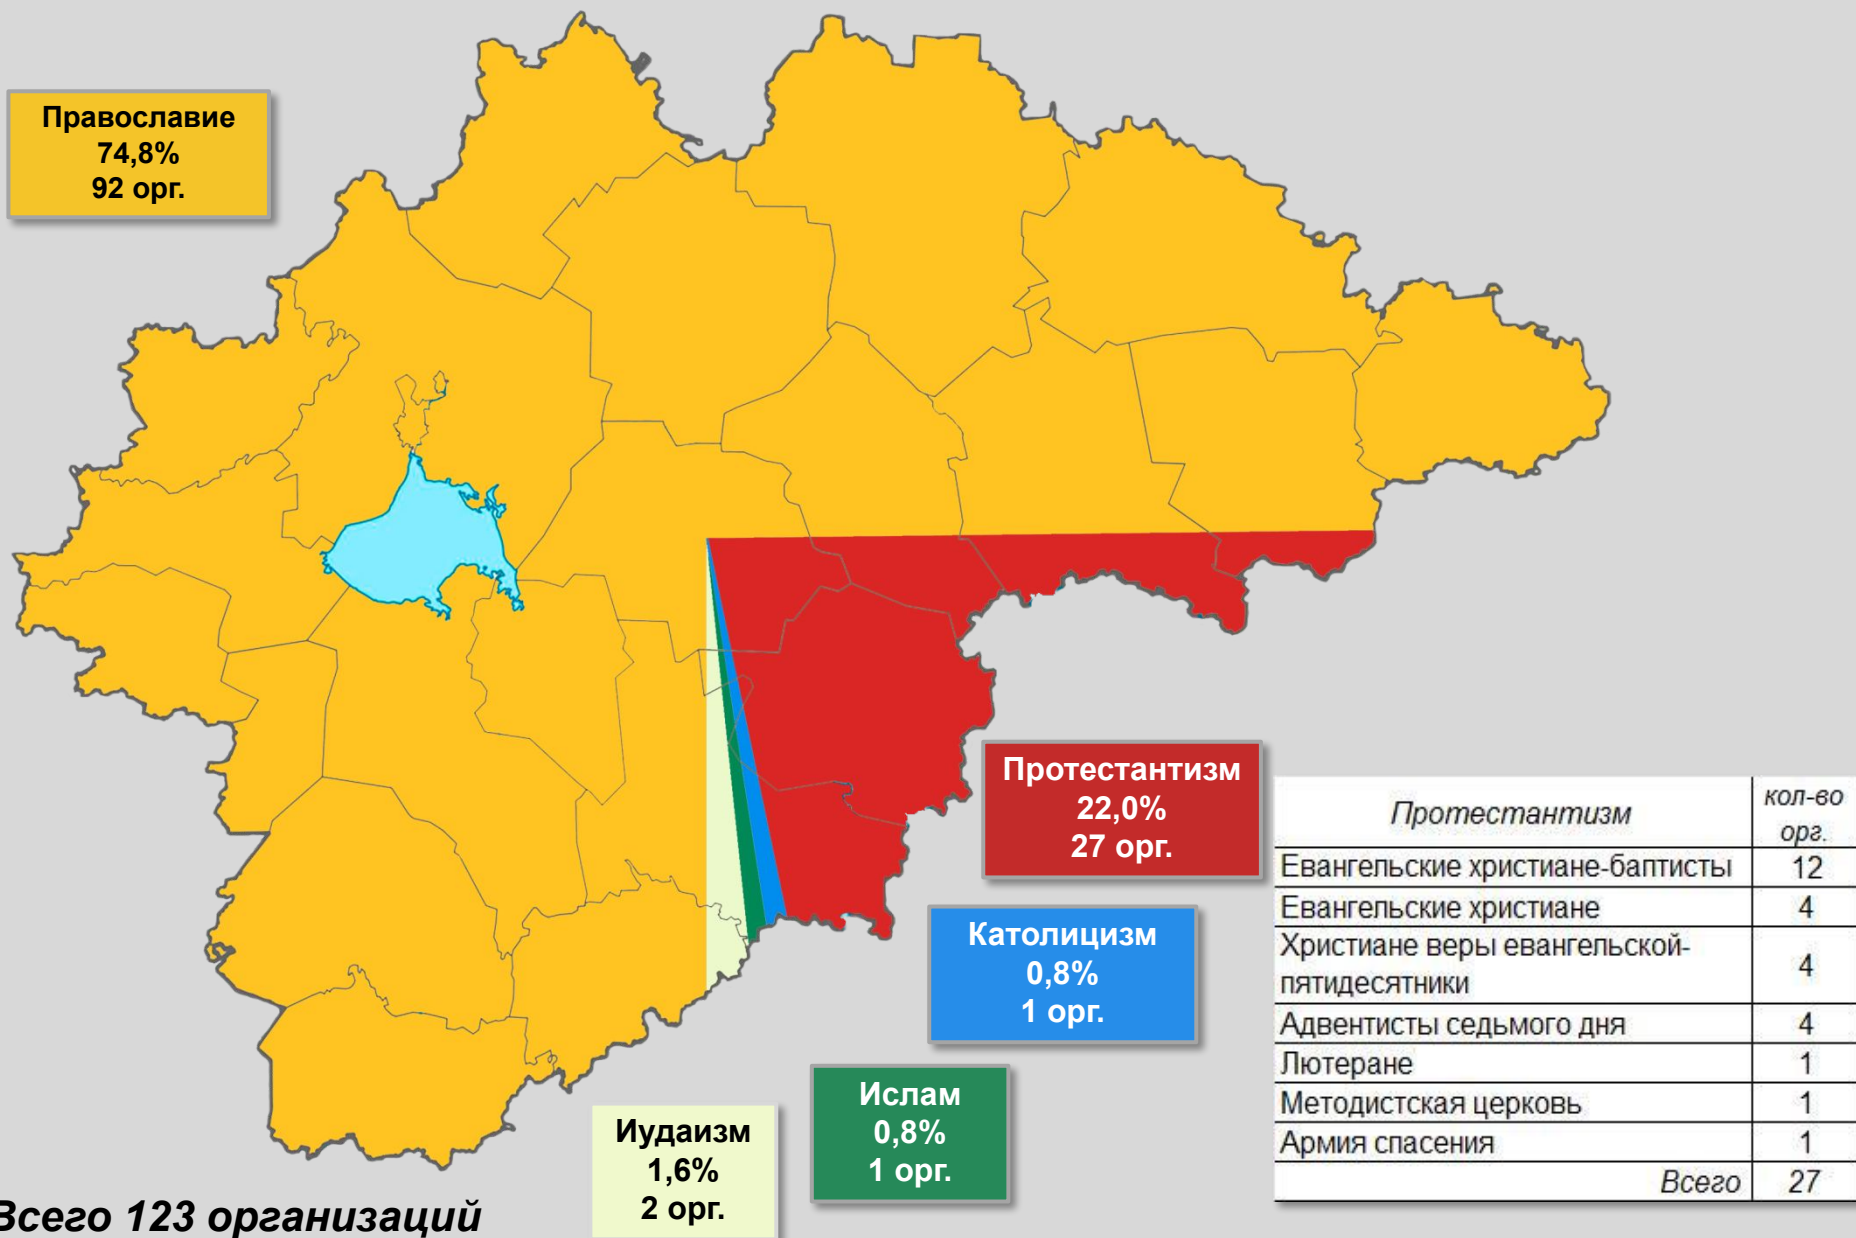 Православие
74,8%
92 орг.
Протестантизм
22,0%
27 орг.
Католицизм
0,8%
1 орг.
Ислам
0,8%
1 орг.
Иудаизм
1,6%
2 орг.
Всего 123 организаций
Протестантизм кол-во орг.
Евангельские христиане-баптисты 12
Евангельские христиане 4
Христиане веры евангельской-
пятидесятники 4
Адвентисты седьмого дня 4
Лютеране 1
Методистская церковь 1
Армия спасения 1
Всего 27